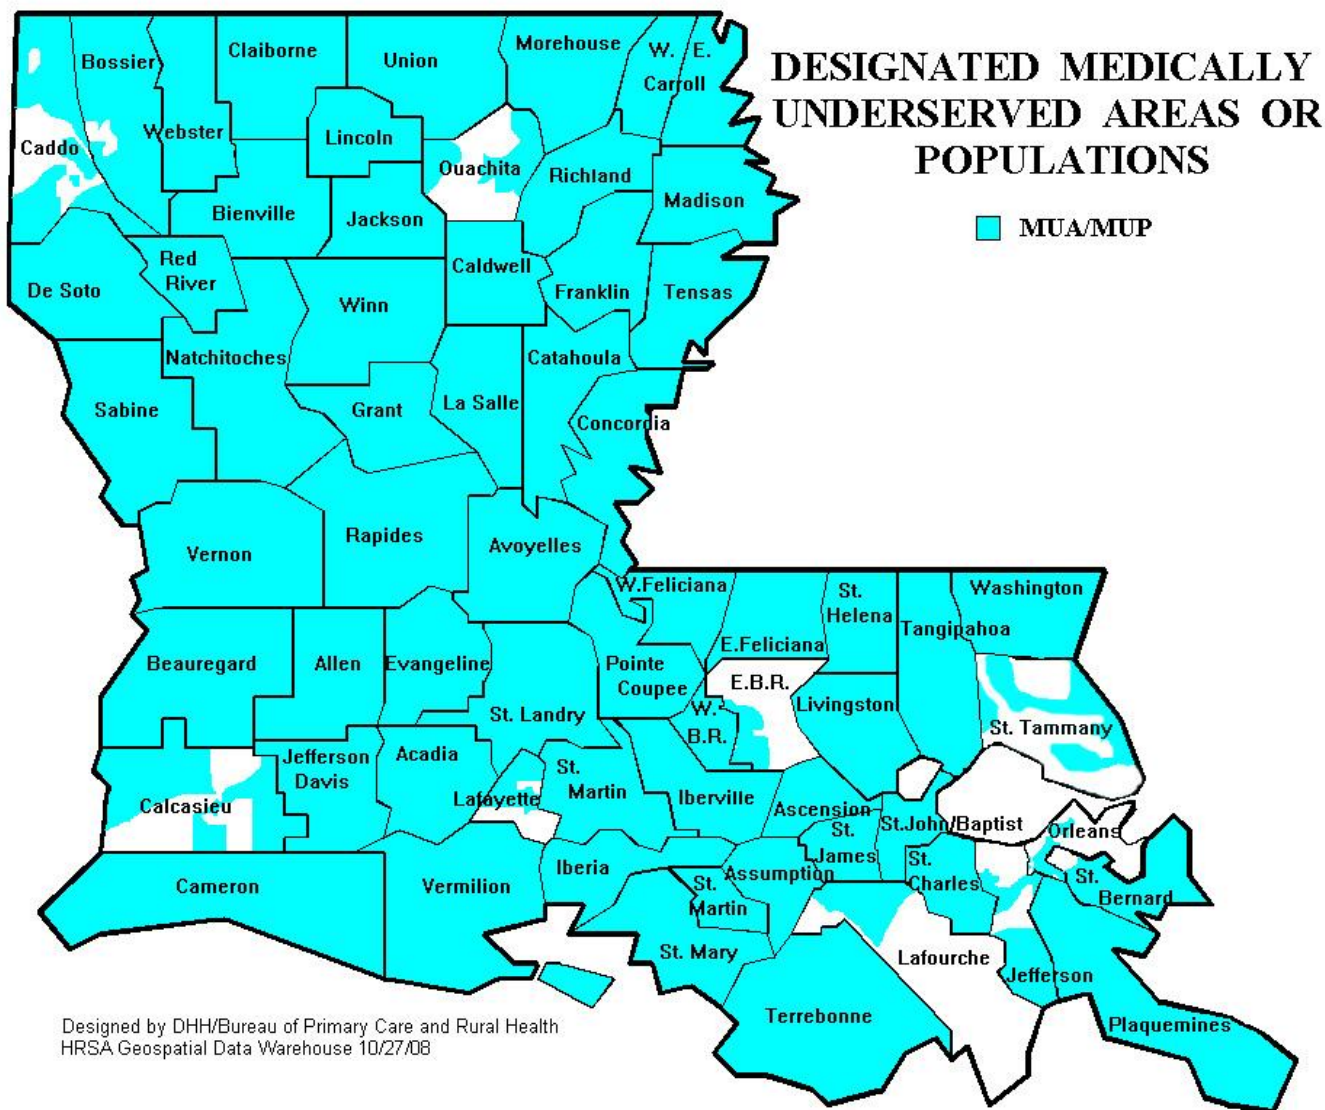 DESIGNATED MEDICALLY
UNDERSERVED AREAS OR
POPULATIONS
MUA/MUP
Bossier
Claiborne
Union
Morehouse
W. E.
Carroll
Caddo
Webster
Lincoln
Ouachita
Richland
Madison
Bienville
Jackson
De Soto
Red
River
Winn
Caldwell
Franklin
Tensas
Natchitoches
Catahoula
Sabine
Grant
La Salle
Concordia
Vernon
Rapides
Avoyelles
W.Feliciana
E.Feliciana
St.
Helena
Tangipahoa
Washington
Beauregard
Allen
Evangeline
Pointe
Coupee
E.B.R.
W.
B.R.
Livingston
St. Tammany
St. Landry
Calcasieu
Jefferson
Davis
Acadia
Lafayette
St.
Martin
Iberville
Ascension
St.John/Baptist
Orleans
St.
James
Cameron
Vermilion
Iberia
Assumption
St.
Charles
St.
Bernard
St.
Martin
St. Mary
Lafourche
Jefferson
Terrebonne
Plaquemines
Designed by DHH/Bureau of Primary Care and Rural Health
HRSA Geospatial Data Warehouse 10/27/08